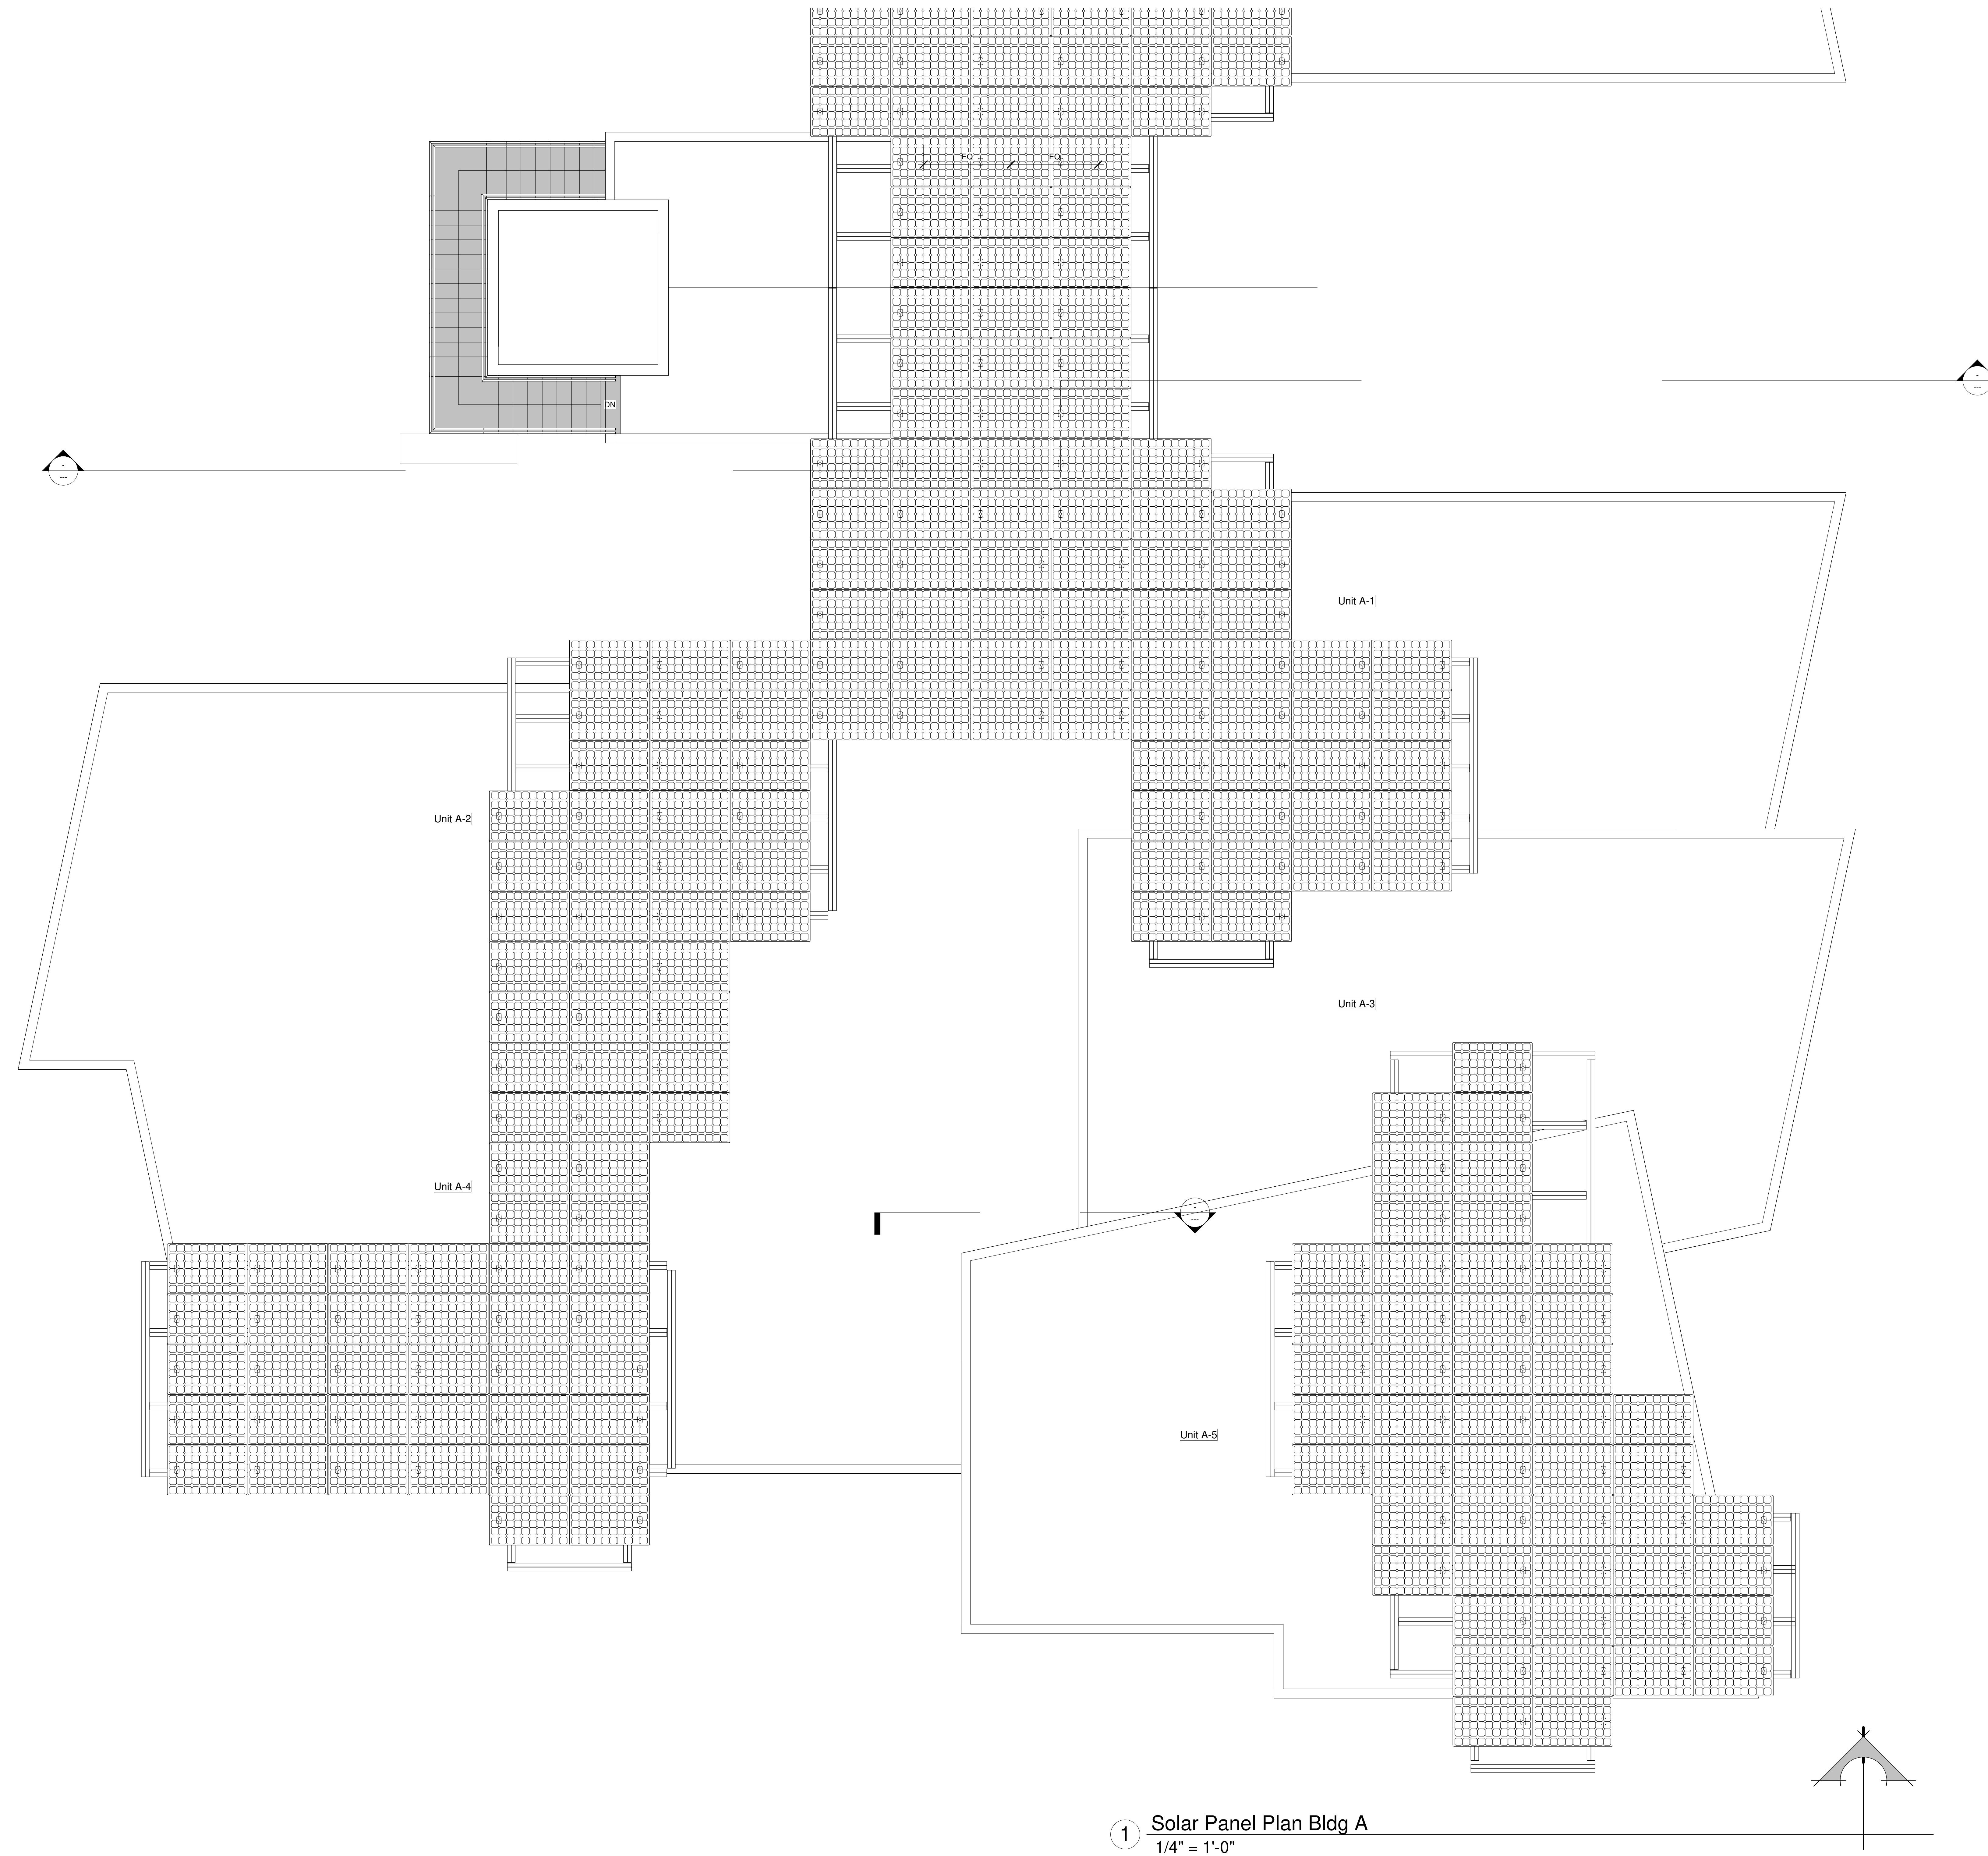 EQ EQ
-
---
DN
-
---
Unit A-1
Unit A-2
Unit A-3
Unit A-4
-
---
Unit A-5
1 Solar Panel Plan Bldg A
1/4" = 1'-0"